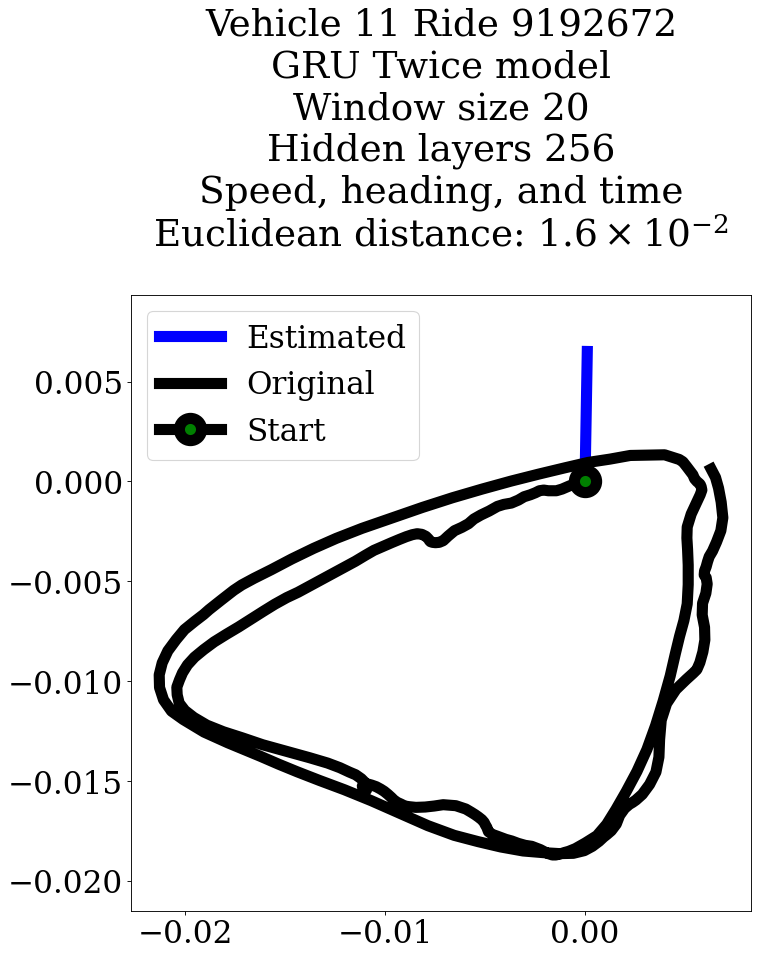 Vehicle 11 Ride 9192672
GRU Twice model
Window size 20
Hidden layers 256
Speed, heading, and time
Euclidean distance: 1.6 × 10⁻²
Estimated
Original
Start
0.005
0.000
−0.005
−0.010
−0.015
−0.020
−0.02 −0.01 0.00